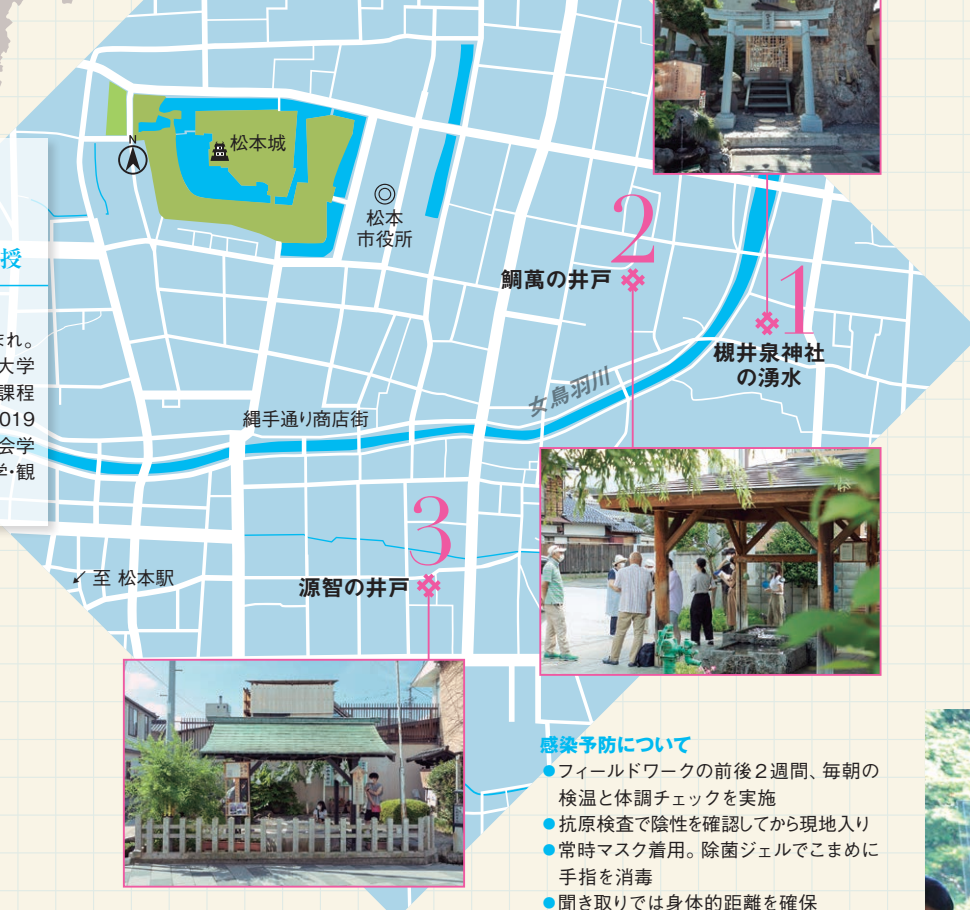 N
松本城
松本
市役所
2
鯛萬の井戸
1
槻井泉神社
の湧水
授
まれ。
大学
課程
019
会学
学・観
女鳥羽川
縄手通り商店街
3
源智の井戸
↙ 至 松本駅
感染予防について
●フィールドワークの前後2週間、毎朝の
検温と体調チェックを実施
●抗原検査で陰性を確認してから現地入り
●常時マスク着用。除菌ジェルでこまめに
手指を消毒
●聞き取りでは身体的距離を確保